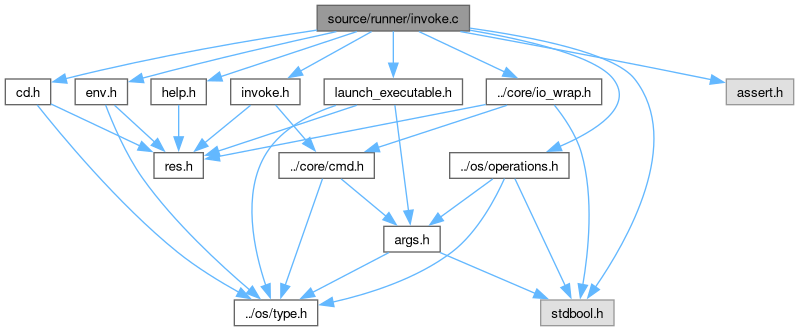 source/runner/invoke.c
cd.h
env.h
help.h
invoke.h
launch_executable.h
../core/io_wrap.h
assert.h
res.h
../core/cmd.h
../os/operations.h
args.h
../os/type.h
stdbool.h